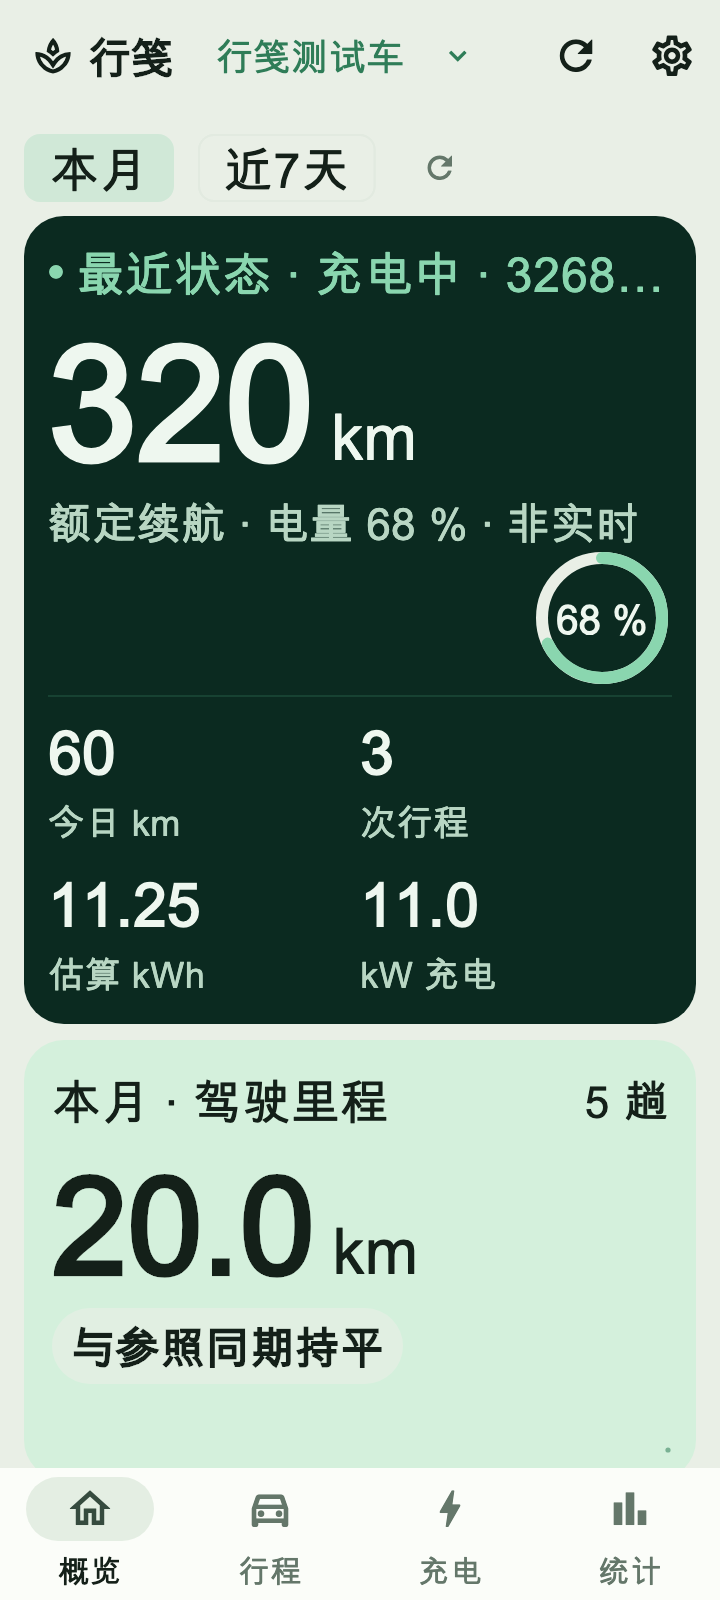 行笺 行笺测试车
本月 近7天
最近状态 · 充电中 · 3268...
320 km
额定续航 · 电量 68 % · 非实时
68 %
60 3
今日 km 次行程
11.25 11.0
估算 kWh kW 充电
本月 · 驾驶里程 5 趟
20.0 km
与参照同期持平
概览 行程 充电 统计